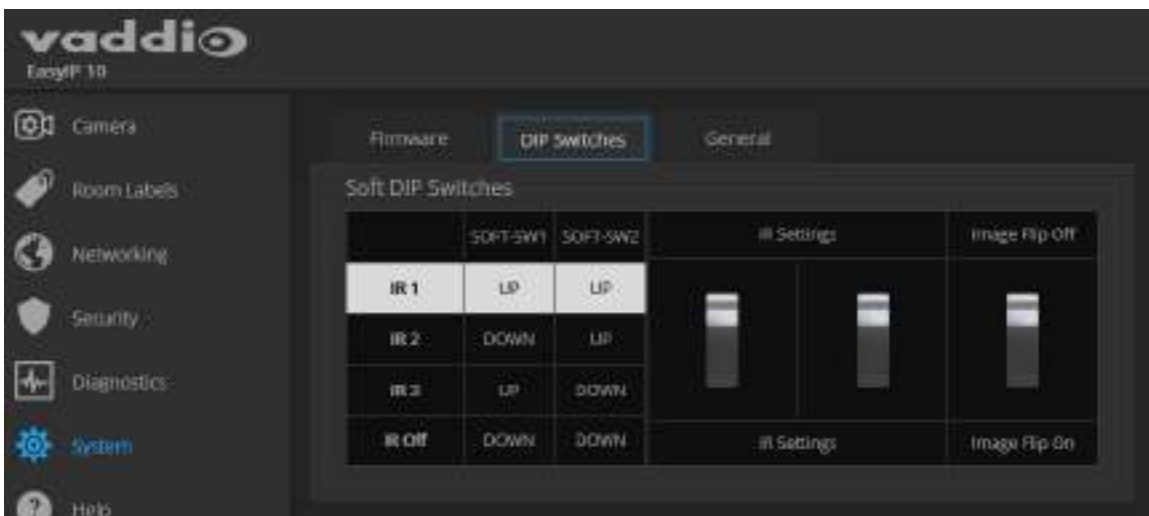 vaddio
EasyIP 10
Camera
Room Labels
Networking
Security
Diagnostics
System
Help
Firmware
DIP Switches
General
Soft DIP Switches
SOFT-SW1 SOFT-SW2 IR Settings Image Flip Off
IR 1 UP UP
IR 2 DOWN UP
IR 3 UP DOWN
IR Off DOWN DOWN IR Settings Image Flip On